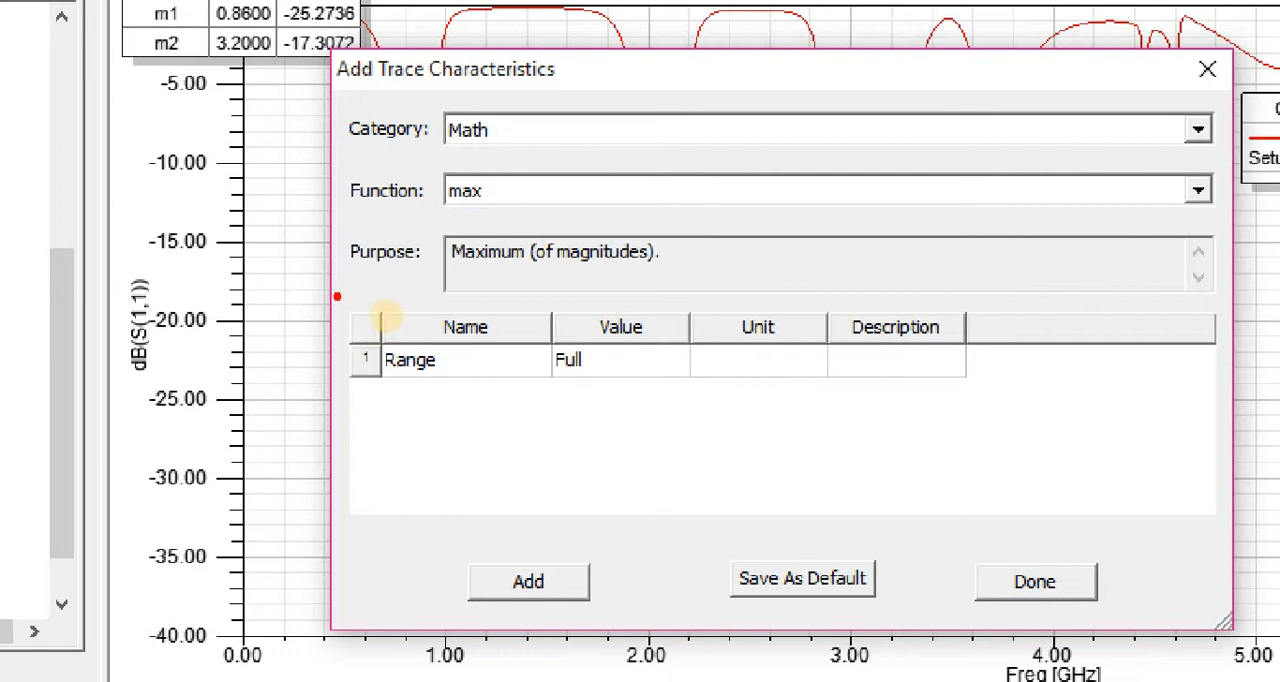 m1 0.8600 -25.2736
m2 3.2000 -17.3072
Add Trace Characteristics
-5.00
Category: Math
-10.00
Setu
Function: max
-15.00
Purpose: Maximum (of magnitudes).
dB(S(1,1))
-20.00
Name Value Unit Description
1 Range Full
-25.00
-30.00
-35.00
Add Save As Default Done
-40.00
0.00 1.00 2.00 3.00 4.00 5.00
Freq [GHz]